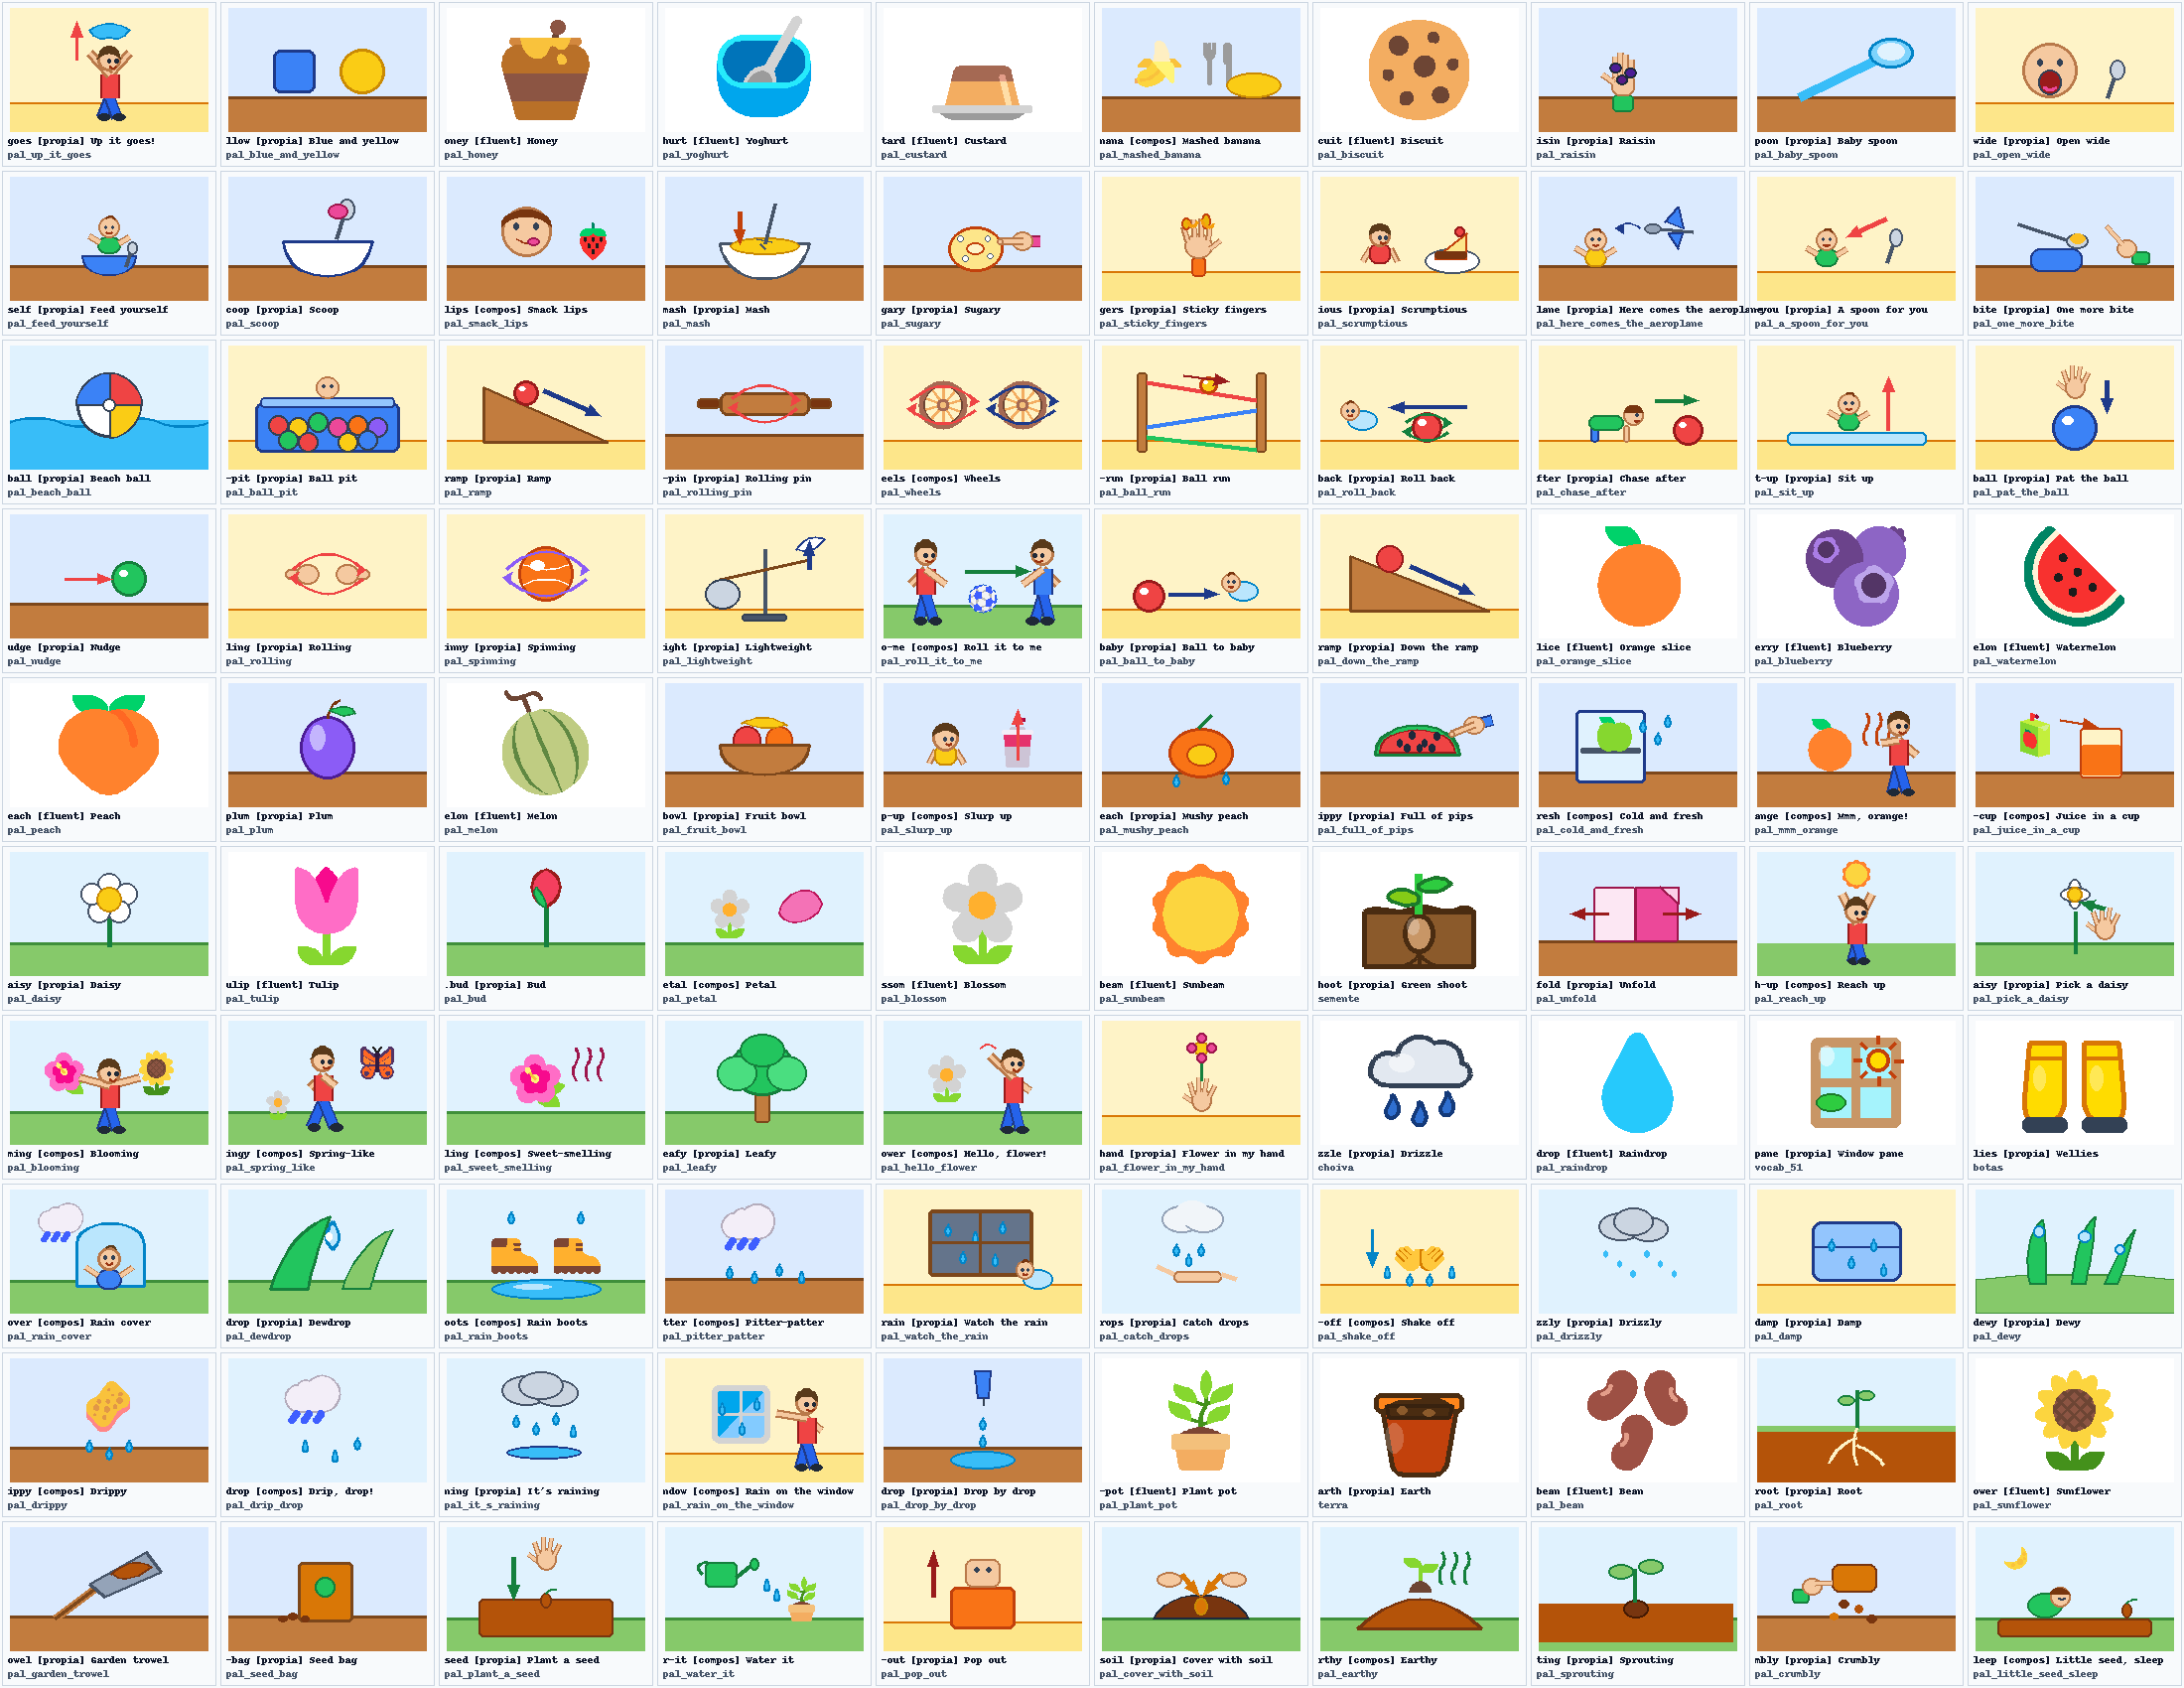 goes [propia] Up it goes!
pal_up_it_goes
llow [propia] Blue and yellow
pal_blue_and_yellow
oney [fluent] Honey
pal_honey
hurt [fluent] Yoghurt
pal_yoghurt
tard [fluent] Custard
pal_custard
nana [compos] Mashed banana
pal_mashed_banana
cuit [fluent] Biscuit
pal_biscuit
isin [propia] Raisin
pal_raisin
poon [propia] Baby spoon
pal_baby_spoon
wide [propia] Open wide
pal_open_wide
self [propia] Feed yourself
pal_feed_yourself
coop [propia] Scoop
pal_scoop
lips [compos] Smack lips
pal_smack_lips
mash [propia] Mash
pal_mash
gary [propia] Sugary
pal_sugary
gers [propia] Sticky fingers
pal_sticky_fingers
ious [propia] Scrumptious
pal_scrumptious
lane [propia] Here comes the aeroplane
pal_here_comes_the_aeroplane
you [propia] A spoon for you
pal_a_spoon_for_you
bite [propia] One more bite
pal_one_more_bite
ball [propia] Beach ball
pal_beach_ball
-pit [propia] Ball pit
pal_ball_pit
ramp [propia] Ramp
pal_ramp
-pin [propia] Rolling pin
pal_rolling_pin
eels [compos] Wheels
pal_wheels
-run [propia] Ball run
pal_ball_run
back [propia] Roll back
pal_roll_back
fter [propia] Chase after
pal_chase_after
t-up [propia] Sit up
pal_sit_up
ball [propia] Pat the ball
pal_pat_the_ball
udge [propia] Nudge
pal_nudge
ling [propia] Rolling
pal_rolling
inny [propia] Spinning
pal_spinning
ight [propia] Lightweight
pal_lightweight
o-me [compos] Roll it to me
pal_roll_it_to_me
baby [propia] Ball to baby
pal_ball_to_baby
ramp [propia] Down the ramp
pal_down_the_ramp
lice [fluent] Orange slice
pal_orange_slice
erry [fluent] Blueberry
pal_blueberry
elon [fluent] Watermelon
pal_watermelon
each [fluent] Peach
pal_peach
plum [propia] Plum
pal_plum
elon [fluent] Melon
pal_melon
bowl [propia] Fruit bowl
pal_fruit_bowl
p-up [compos] Slurp up
pal_slurp_up
each [propia] Mushy peach
pal_mushy_peach
ippy [propia] Full of pips
pal_full_of_pips
resh [compos] Cold and fresh
pal_cold_and_fresh
ange [compos] Mmm, orange!
pal_mmm_orange
-cup [compos] Juice in a cup
pal_juice_in_a_cup
aisy [propia] Daisy
pal_daisy
ulip [fluent] Tulip
pal_tulip
.bud [propia] Bud
pal_bud
etal [compos] Petal
pal_petal
ssom [fluent] Blossom
pal_blossom
beam [fluent] Sunbeam
pal_sunbeam
hoot [propia] Green shoot
semente
fold [propia] Unfold
pal_unfold
h-up [compos] Reach up
pal_reach_up
aisy [propia] Pick a daisy
pal_pick_a_daisy
ming [compos] Blooming
pal_blooming
ingy [compos] Spring-like
pal_spring_like
ling [compos] Sweet-smelling
pal_sweet_smelling
eafy [propia] Leafy
pal_leafy
ower [compos] Hello, flower!
pal_hello_flower
hand [propia] Flower in my hand
pal_flower_in_my_hand
zzle [propia] Drizzle
choiva
drop [fluent] Raindrop
pal_raindrop
pane [propia] Window pane
vocab_51
lies [propia] Wellies
botas
over [compos] Rain cover
pal_rain_cover
drop [propia] Dewdrop
pal_dewdrop
oots [compos] Rain boots
pal_rain_boots
tter [compos] Pitter-patter
pal_pitter_patter
rain [propia] Watch the rain
pal_watch_the_rain
rops [propia] Catch drops
pal_catch_drops
-off [compos] Shake off
pal_shake_off
zzly [propia] Drizzly
pal_drizzly
damp [propia] Damp
pal_damp
dewy [propia] Dewy
pal_dewy
ippy [compos] Drippy
pal_drippy
drop [compos] Drip, drop!
pal_drip_drop
ning [propia] It's raining
pal_it_s_raining
ndow [compos] Rain on the window
pal_rain_on_the_window
drop [propia] Drop by drop
pal_drop_by_drop
-pot [fluent] Plant pot
pal_plant_pot
arth [propia] Earth
terra
bean [fluent] Bean
pal_bean
root [propia] Root
pal_root
ower [fluent] Sunflower
pal_sunflower
owel [propia] Garden trowel
pal_garden_trowel
-bag [propia] Seed bag
pal_seed_bag
seed [propia] Plant a seed
pal_plant_a_seed
r-it [compos] Water it
pal_water_it
-out [propia] Pop out
pal_pop_out
soil [propia] Cover with soil
pal_cover_with_soil
rthy [compos] Earthy
pal_earthy
ting [propia] Sprouting
pal_sprouting
mbly [propia] Crumbly
pal_crumbly
leep [compos] Little seed, sleep
pal_little_seed_sleep